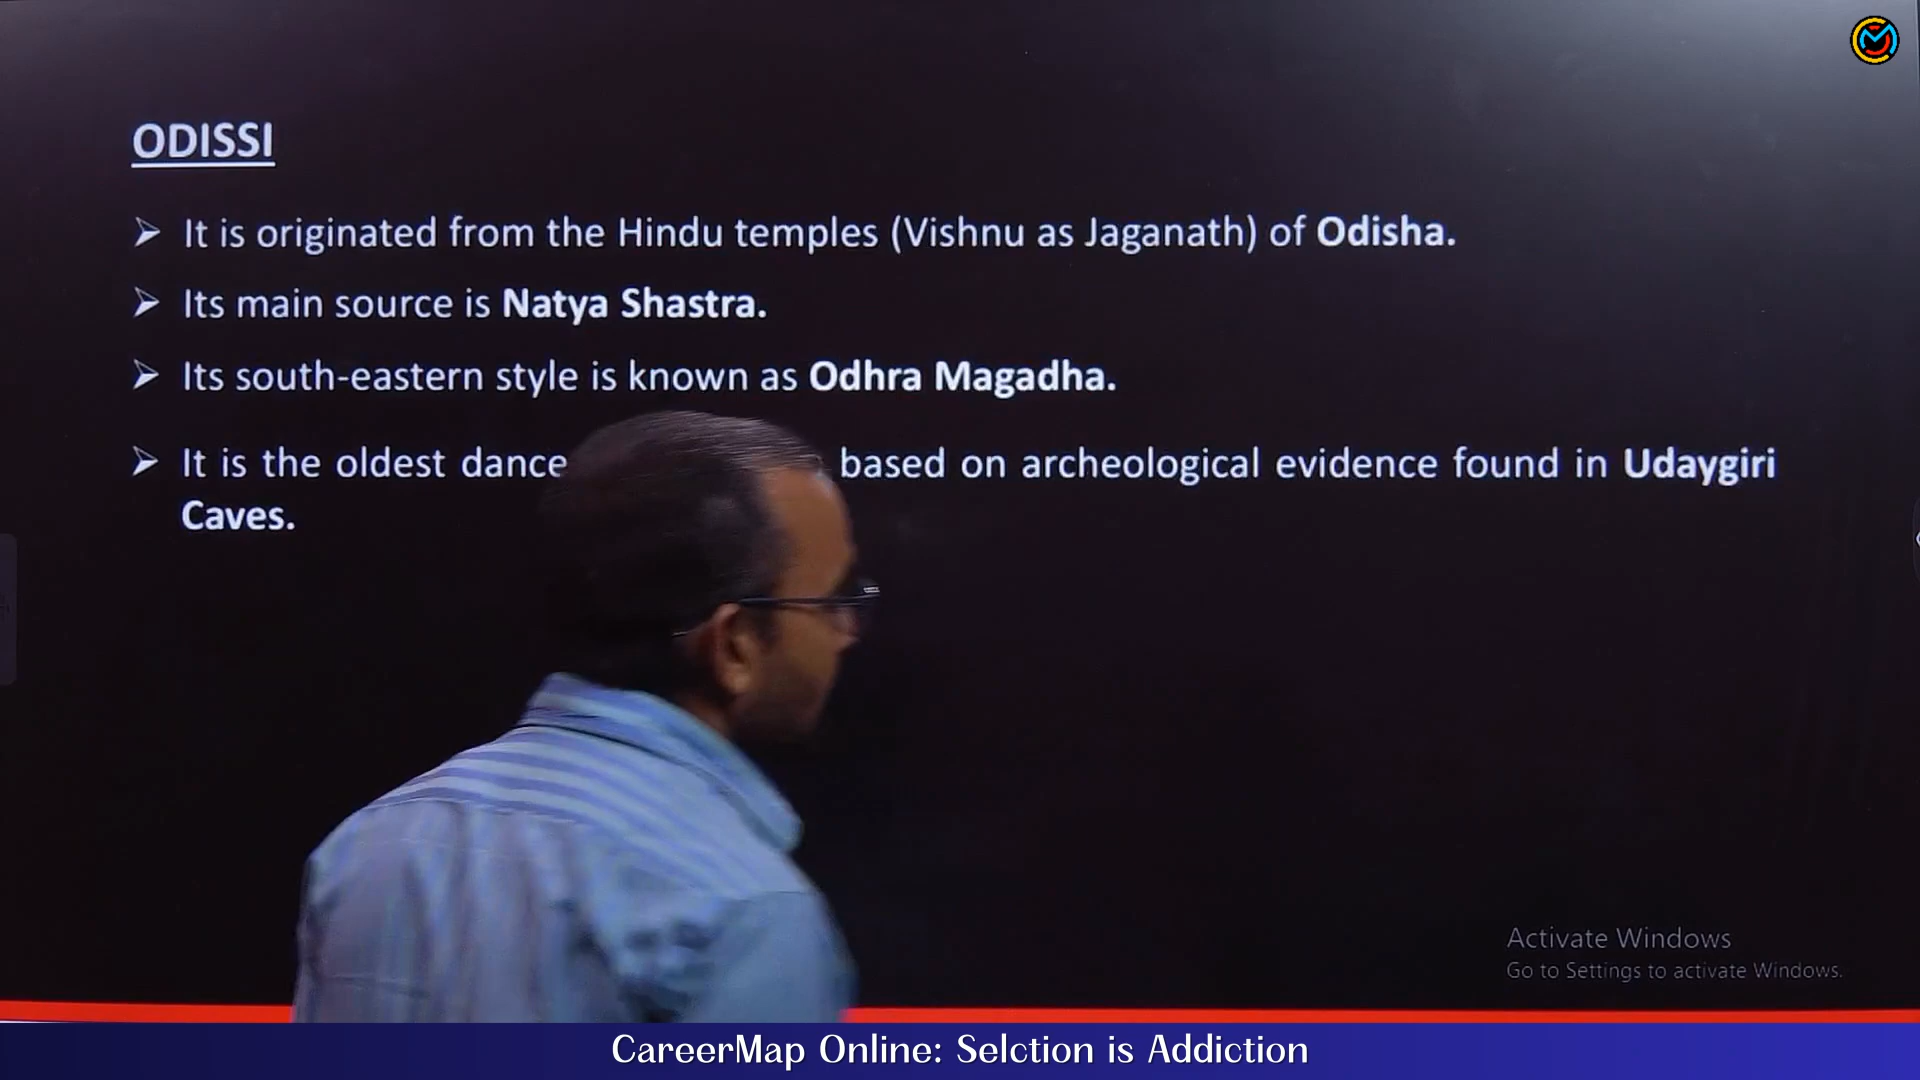 ODISSI
➢ It is originated from the Hindu temples (Vishnu as Jaganath) of Odisha.
➢ Its main source is Natya Shastra.
➢ Its south-eastern style is known as Odhra Magadha.
➢ It is the oldest dance based on archeological evidence found in Udaygiri
Caves.
Activate Windows
Go to Settings to activate Windows.
CareerMap Online: Selction is Addiction